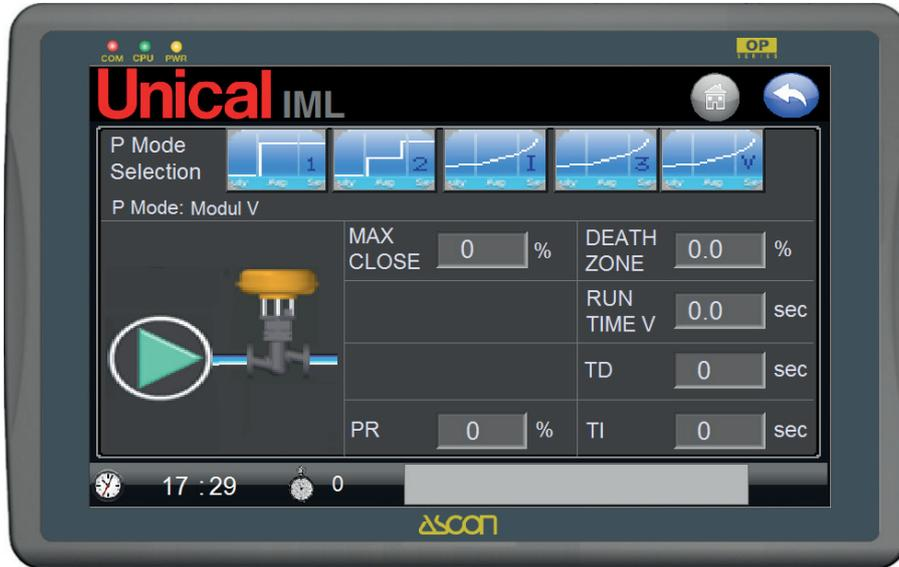 COM CPU PWR
OP
SERIES
Unical IML
P Mode
Selection
1
2
I
3
V
P Mode: Modul V
MAX
CLOSE
0 %
DEATH
ZONE
0.0 %
RUN
TIME V
0.0 sec
TD
0 sec
PR
0 %
TI
0 sec
17 : 29
0
ascon